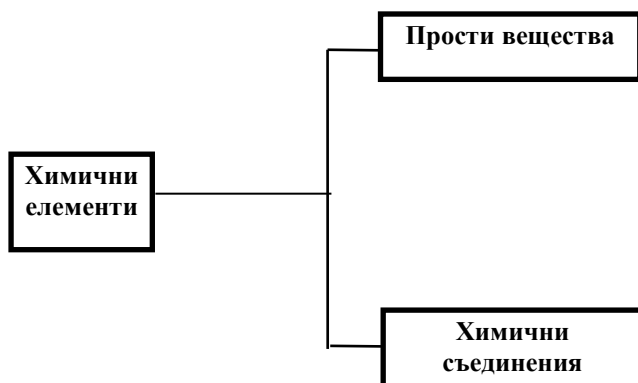 Прости вещества
Химични
елементи
Химични
съединения